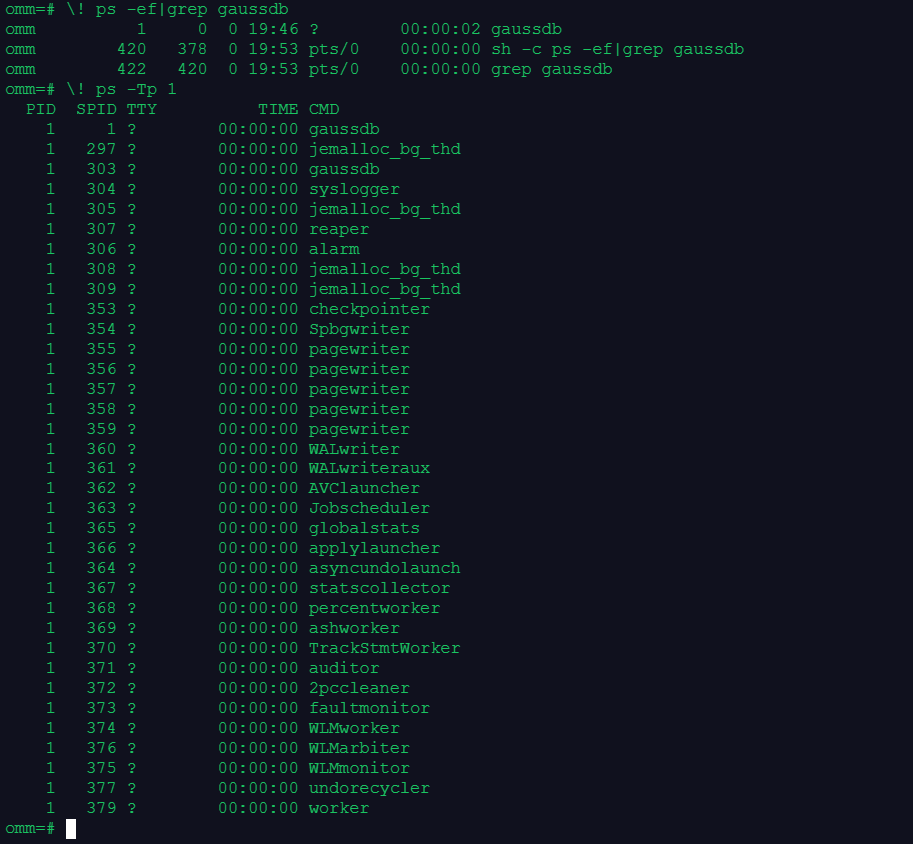 omm=# \! ps -ef|grep gaussdb
omm          1     0  0 19:46 ?        00:00:02 gaussdb
omm        420   378  0 19:53 pts/0    00:00:00 sh -c ps -ef|grep gaussdb
omm        422   420  0 19:53 pts/0    00:00:00 grep gaussdb
omm=# \! ps -Tp 1
  PID  SPID TTY          TIME CMD
    1     1 ?        00:00:00 gaussdb
    1   297 ?        00:00:00 jemalloc_bg_thd
    1   303 ?        00:00:00 gaussdb
    1   304 ?        00:00:00 syslogger
    1   305 ?        00:00:00 jemalloc_bg_thd
    1   307 ?        00:00:00 reaper
    1   306 ?        00:00:00 alarm
    1   308 ?        00:00:00 jemalloc_bg_thd
    1   309 ?        00:00:00 jemalloc_bg_thd
    1   353 ?        00:00:00 checkpointer
    1   354 ?        00:00:00 Spbgwriter
    1   355 ?        00:00:00 pagewriter
    1   356 ?        00:00:00 pagewriter
    1   357 ?        00:00:00 pagewriter
    1   358 ?        00:00:00 pagewriter
    1   359 ?        00:00:00 pagewriter
    1   360 ?        00:00:00 WALwriter
    1   361 ?        00:00:00 WALwriteraux
    1   362 ?        00:00:00 AVClauncher
    1   363 ?        00:00:00 Jobscheduler
    1   365 ?        00:00:00 globalstats
    1   366 ?        00:00:00 applylauncher
    1   364 ?        00:00:00 asyncundolaunch
    1   367 ?        00:00:00 statscollector
    1   368 ?        00:00:00 percentworker
    1   369 ?        00:00:00 ashworker
    1   370 ?        00:00:00 TrackStmtWorker
    1   371 ?        00:00:00 auditor
    1   372 ?        00:00:00 2pccleaner
    1   373 ?        00:00:00 faultmonitor
    1   374 ?        00:00:00 WLMworker
    1   376 ?        00:00:00 WLMarbiter
    1   375 ?        00:00:00 WLMmonitor
    1   377 ?        00:00:00 undorecycler
    1   379 ?        00:00:00 worker
omm=#